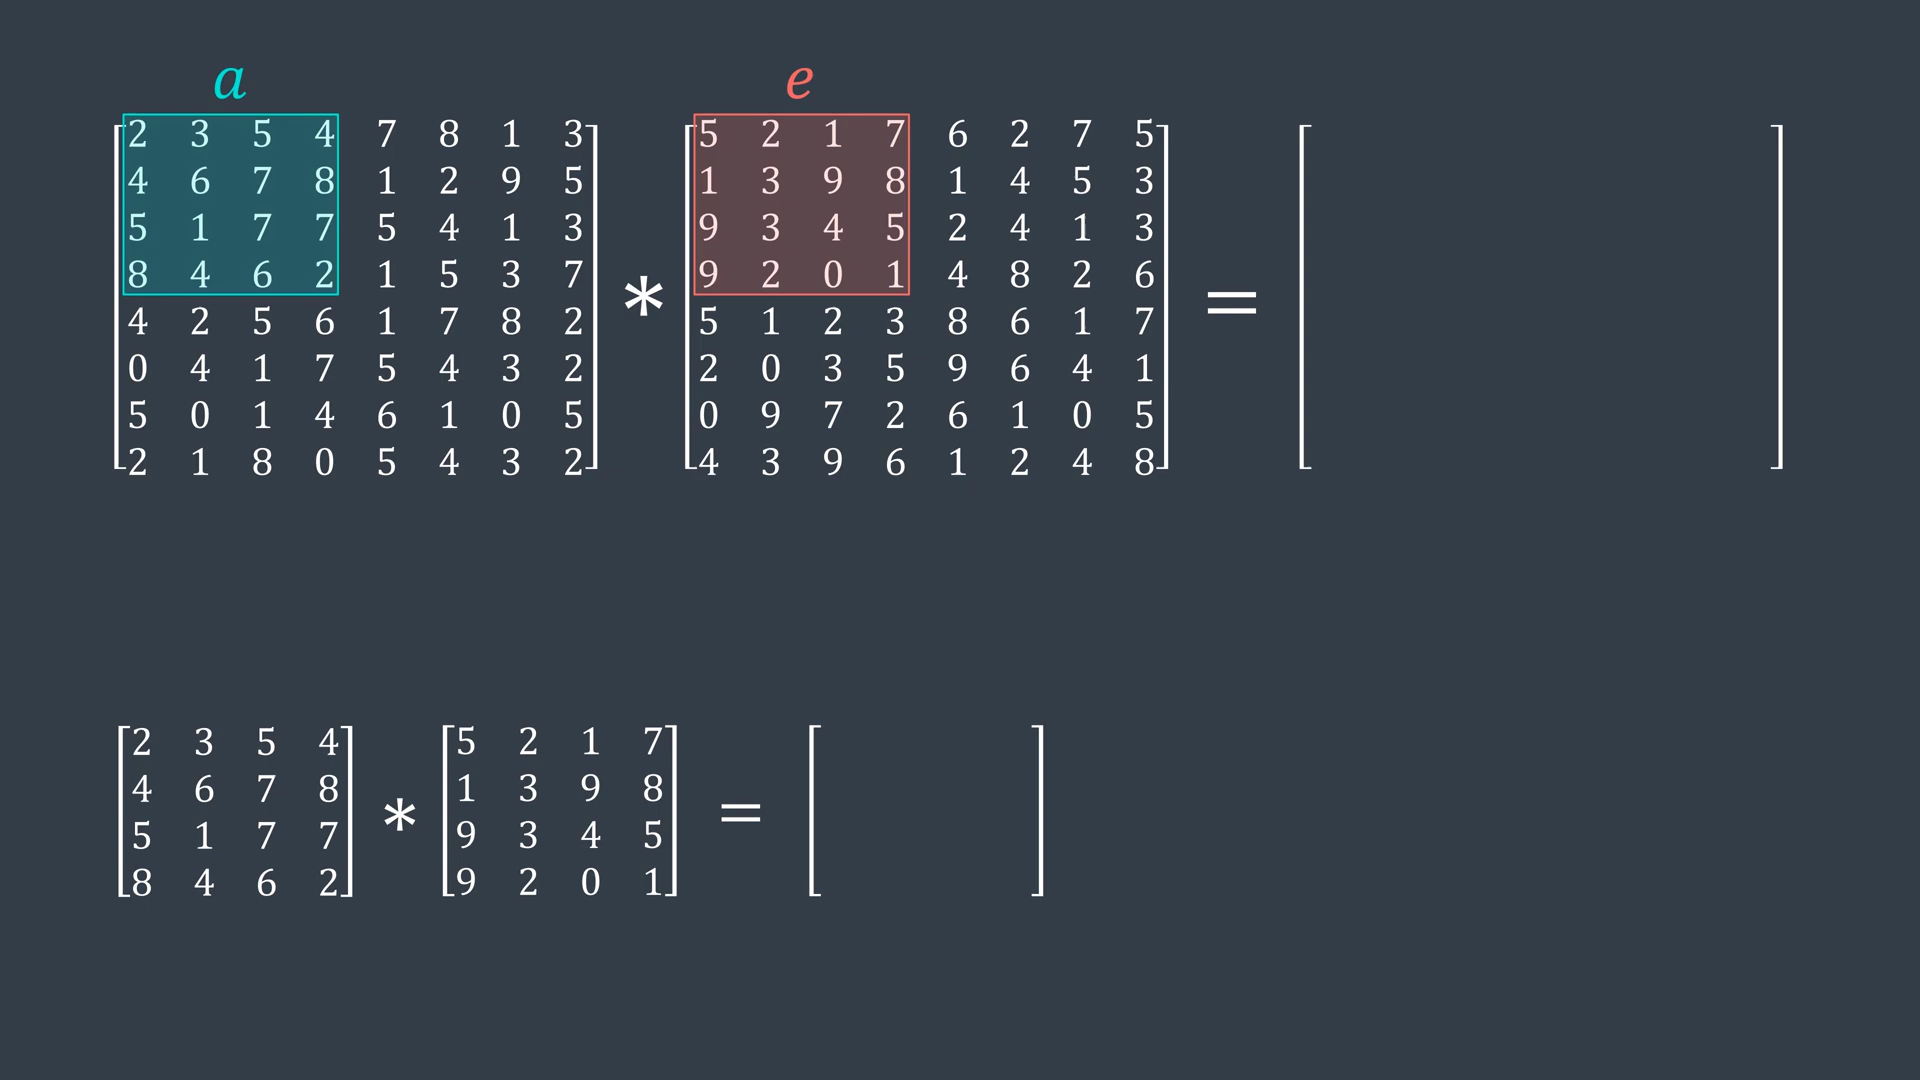 a e
2 3 5 4 7 8 1 3 5 2 1 7 6 2 7 5
4 6 7 8 1 2 9 5 1 3 9 8 1 4 5 3
5 1 7 7 5 4 1 3 9 3 4 5 2 4 1 3
8 4 6 2 1 5 3 7 * 9 2 0 1 4 8 2 6 =
4 2 5 6 1 7 8 2 5 1 2 3 8 6 1 7
0 4 1 7 5 4 3 2 2 0 3 5 9 6 4 1
5 0 1 4 6 1 0 5 0 9 7 2 6 1 0 5
2 1 8 0 5 4 3 2 4 3 9 6 1 2 4 8
2 3 5 4 5 2 1 7
4 6 7 8 * 1 3 9 8 =
5 1 7 7 9 3 4 5
8 4 6 2 9 2 0 1